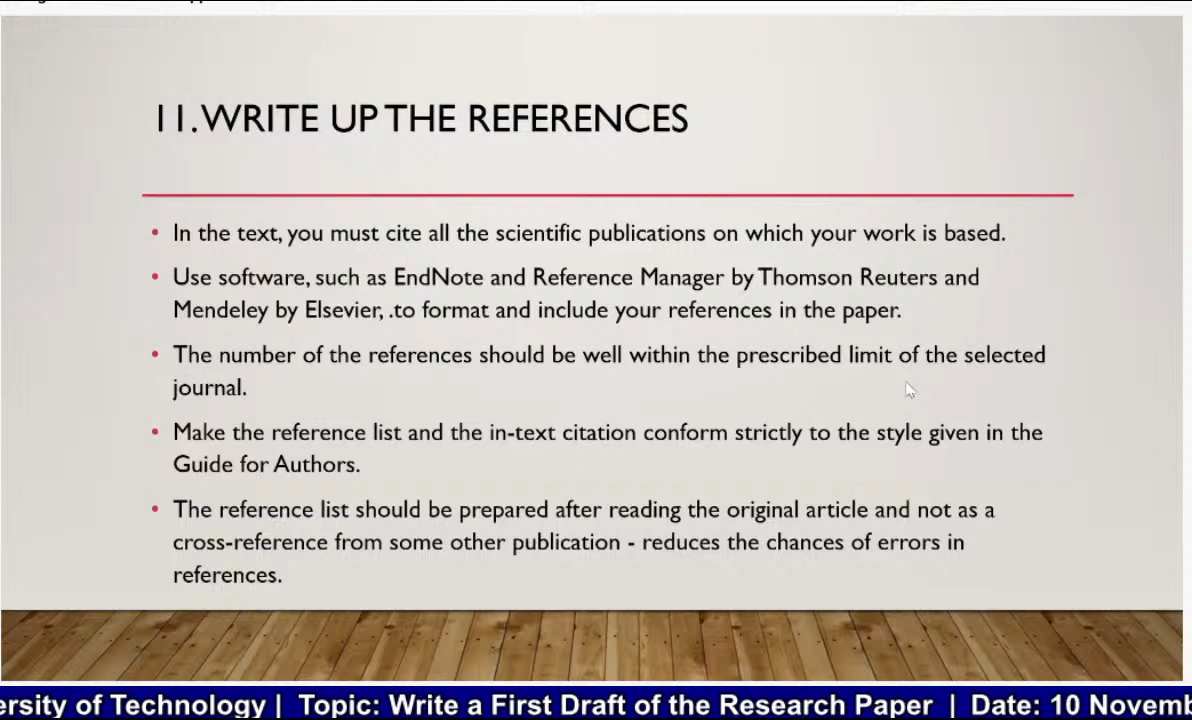 11. WRITE UP THE REFERENCES
• In the text, you must cite all the scientific publications on which your work is based.
• Use software, such as EndNote and Reference Manager by Thomson Reuters and
Mendeley by Elsevier, .to format and include your references in the paper.
• The number of the references should be well within the prescribed limit of the selected
journal.
• Make the reference list and the in-text citation conform strictly to the style given in the
Guide for Authors.
• The reference list should be prepared after reading the original article and not as a
cross-reference from some other publication - reduces the chances of errors in
references.
ersity of Technology | Topic: Write a First Draft of the Research Paper | Date: 10 Novemb